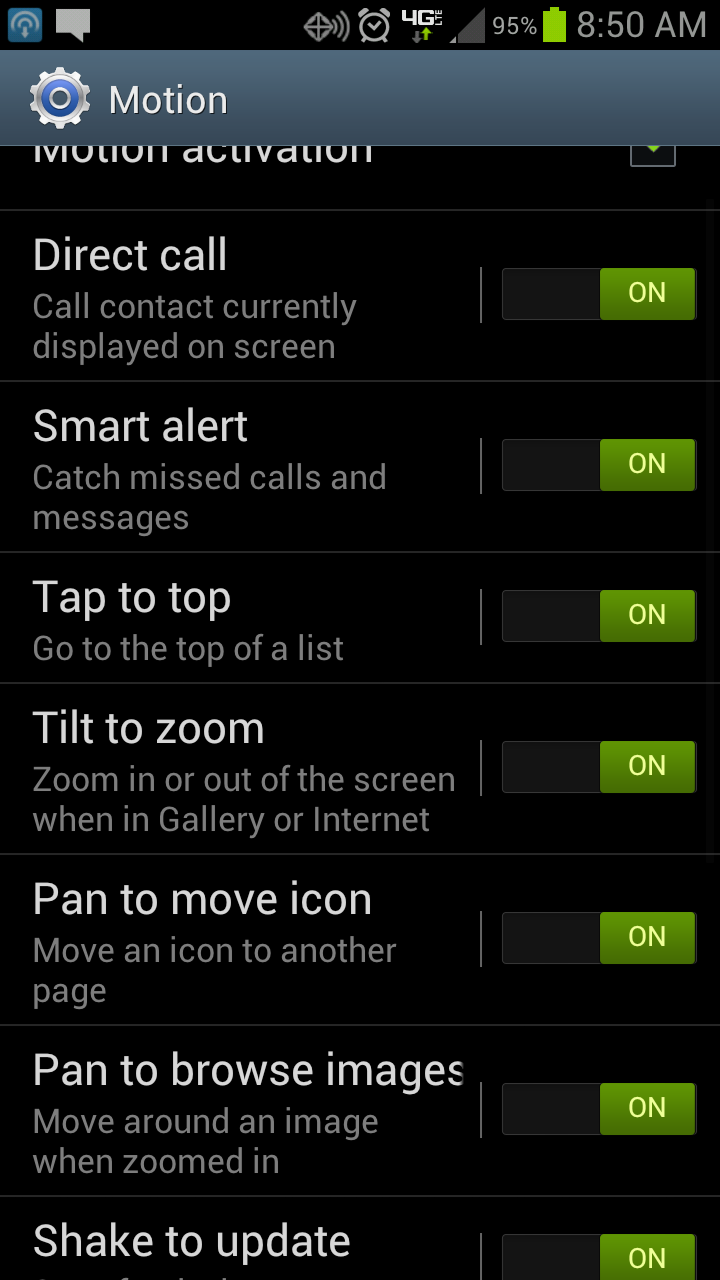 4G LTE 95% 8:50 AM
Motion
Motion activation
Direct call
Call contact currently
displayed on screen
ON
Smart alert
Catch missed calls and
messages
ON
Tap to top
Go to the top of a list
ON
Tilt to zoom
Zoom in or out of the screen
when in Gallery or Internet
ON
Pan to move icon
Move an icon to another
page
ON
Pan to browse images
Move around an image
when zoomed in
ON
Shake to update
ON